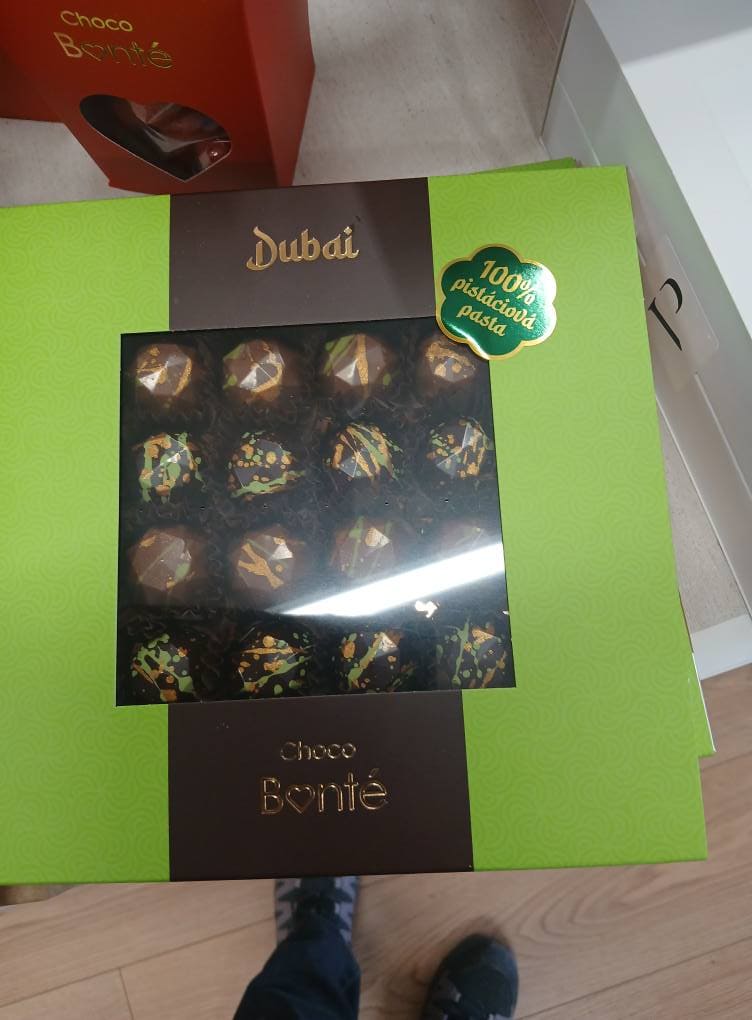 Choco
Bonté
Dubai
100%
pistáciová
pasta
Choco
Bonté